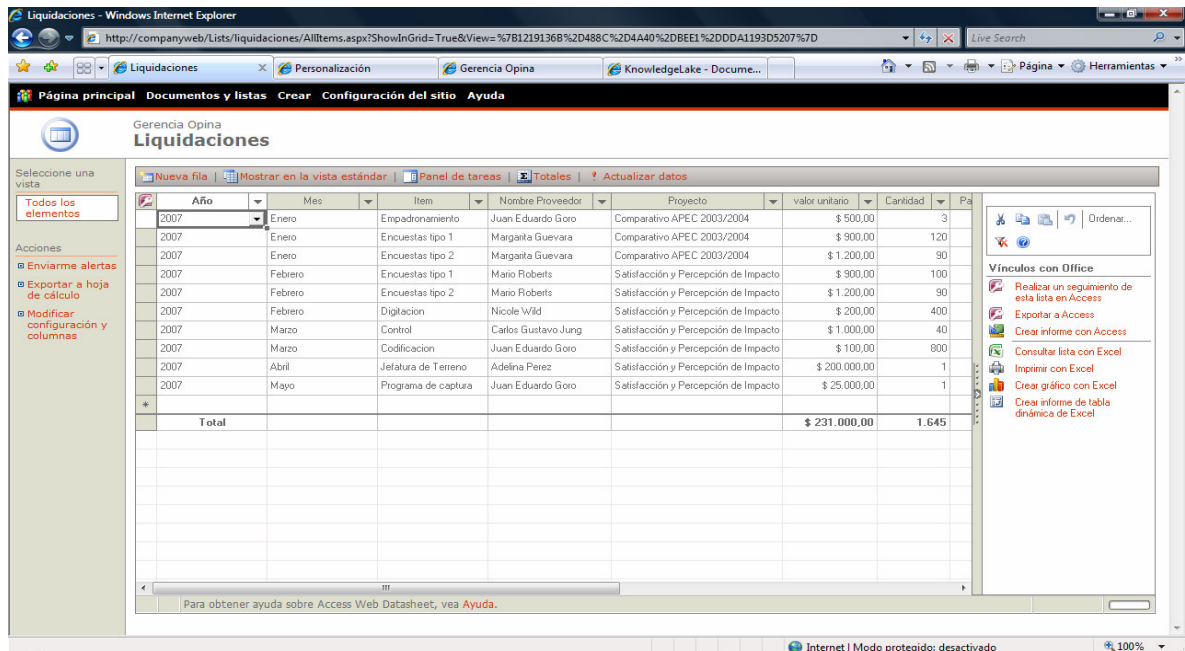 Liquidaciones - Windows Internet Explorer
http://companyweb/Lists/liquidaciones/AllItems.aspx?ShowInGrid=True&View=%7B1219136B%2D488C%2D4A40%2DBEE1%2DDDA1193D5207%7D
Live Search
Liquidaciones
Personalización
Gerencia Opina
KnowledgeLake - Docume...
Página
Herramientas
Página principal Documentos y listas Crear Configuración del sitio Ayuda
Gerencia Opina
Liquidaciones
Seleccione una
vista
Todos los
elementos
Acciones
Enviarme alertas
Exportar a hoja
de cálculo
Modificar
configuración y
columnas
Nueva fila | Mostrar en la vista estándar | Panel de tareas | Σ Totales | ! Actualizar datos
Año Mes Item Nombre Proveedor Proyecto valor unitario Cantidad Pa
2007 Enero Empadronamiento Juan Eduardo Goro Comparativo APEC 2003/2004 $ 500,00 3
2007 Enero Encuestas tipo 1 Margarita Guevara Comparativo APEC 2003/2004 $ 900,00 120
2007 Enero Encuestas tipo 2 Margarita Guevara Comparativo APEC 2003/2004 $ 1.200,00 90
2007 Febrero Encuestas tipo 1 Mario Roberts Satisfacción y Percepción de Impacto $ 900,00 100
2007 Febrero Encuestas tipo 2 Mario Roberts Satisfacción y Percepción de Impacto $ 1.200,00 90
2007 Febrero Digitacion Nicole Wild Satisfacción y Percepción de Impacto $ 200,00 400
2007 Marzo Control Carlos Gustavo Jung Satisfacción y Percepción de Impacto $ 1.000,00 40
2007 Marzo Codificacion Juan Eduardo Goro Satisfacción y Percepción de Impacto $ 100,00 800
2007 Abril Jefatura de Terreno Adelina Perez Satisfacción y Percepción de Impacto $ 200.000,00 1
2007 Mayo Programa de captura Juan Eduardo Goro Satisfacción y Percepción de Impacto $ 25.000,00 1
*
Total $ 231.000,00 1.645
Ordenar...
Vínculos con Office
Realizar un seguimiento de
esta lista en Access
Exportar a Access
Crear informe con Access
Consultar lista con Excel
Imprimir con Excel
Crear gráfico con Excel
Crear informe de tabla
dinámica de Excel
Para obtener ayuda sobre Access Web Datasheet, vea Ayuda.
Internet | Modo protegido: desactivado
100%